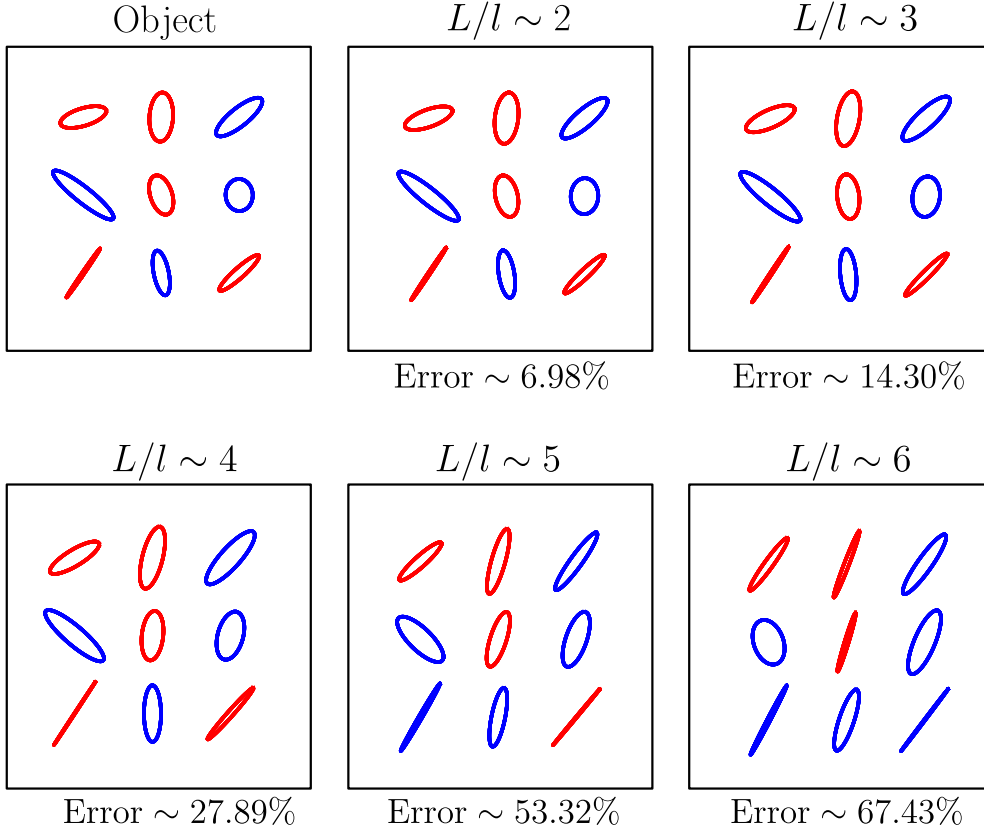 Object
L/l ∼ 2
L/l ∼ 3
Error ∼ 6.98%
Error ∼ 14.30%
L/l ∼ 4
L/l ∼ 5
L/l ∼ 6
Error ∼ 27.89%
Error ∼ 53.32%
Error ∼ 67.43%